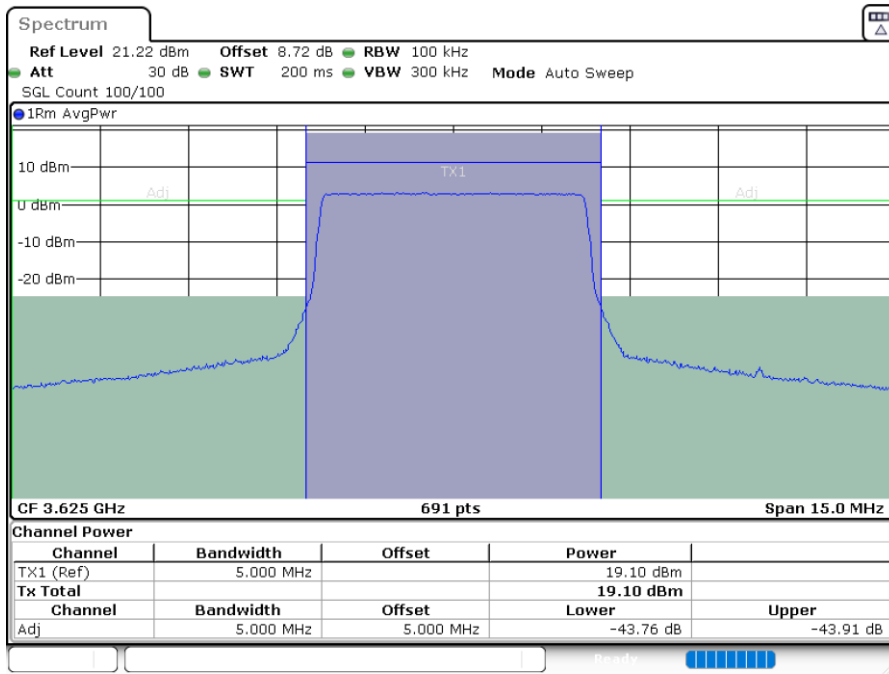 Spectrum
Ref Level 21.22 dBm Offset 8.72 dB RBW 100 kHz
Att 30 dB SWT 200 ms VBW 300 kHz Mode Auto Sweep
SGL Count 100/100
1Rm AvgPwr
10 dBm
TX1
Adj Adj
0 dBm
-10 dBm
-20 dBm
CF 3.625 GHz 691 pts Span 15.0 MHz
Channel Power
Channel Bandwidth Offset Power
TX1 (Ref) 5.000 MHz 19.10 dBm
Tx Total 19.10 dBm
Channel Bandwidth Offset Lower Upper
Adj 5.000 MHz 5.000 MHz -43.76 dB -43.91 dB
Ready